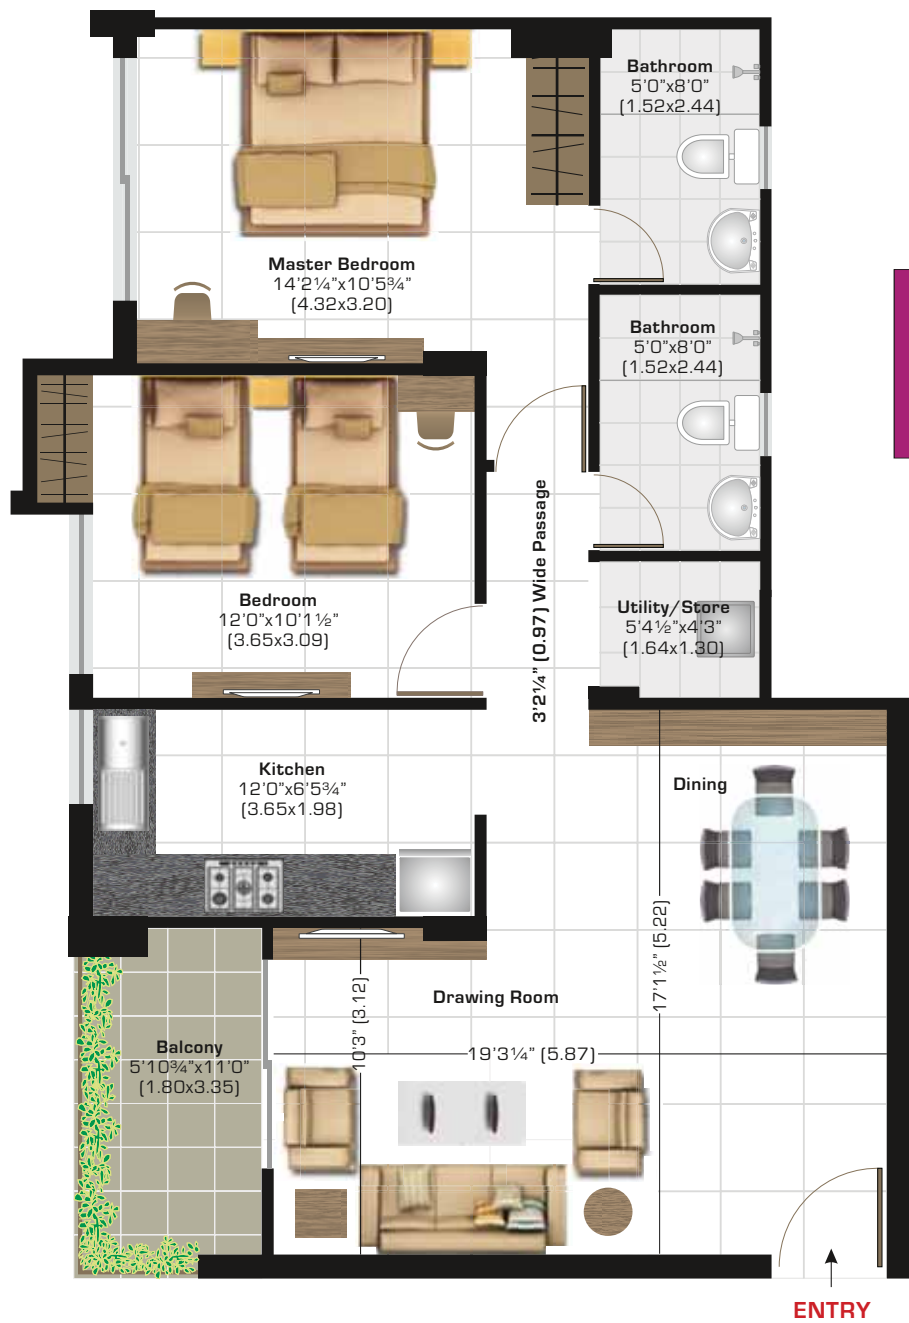 Bathroom
5'0"x8'0"
(1.52x2.44)
Master Bedroom
14'2¼"x10'5¾"
(4.32x3.20)
Bathroom
5'0"x8'0"
(1.52x2.44)
3'2¼" (0.97) Wide Passage
Bedroom
12'0"x10'1½"
(3.65x3.09)
Utility/Store
5'4½"x4'3"
(1.64x1.30)
Kitchen
12'0"x6'5¾"
(3.65x1.98)
Dining
17'1½" (5.22)
Drawing Room
10'3" (3.12)
19'3¼" (5.87)
Balcony
5'10¾"x11'0"
(1.80x3.35)
ENTRY